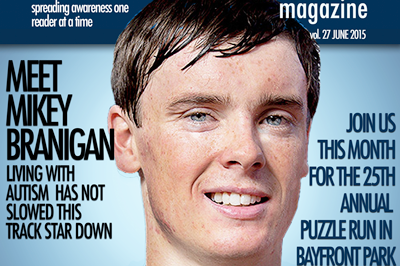 spreading awareness one
reader at a time
magazine
vol. 27 JUNE 2015
MEET
MIKEY
BRANIGAN
LIVING WITH
AUTISM HAS NOT
SLOWED THIS
TRACK STAR DOWN
JOIN US
THIS MONTH
FOR THE 25TH
ANNUAL
PUZZLE RUN IN
BAYFRONT PARK